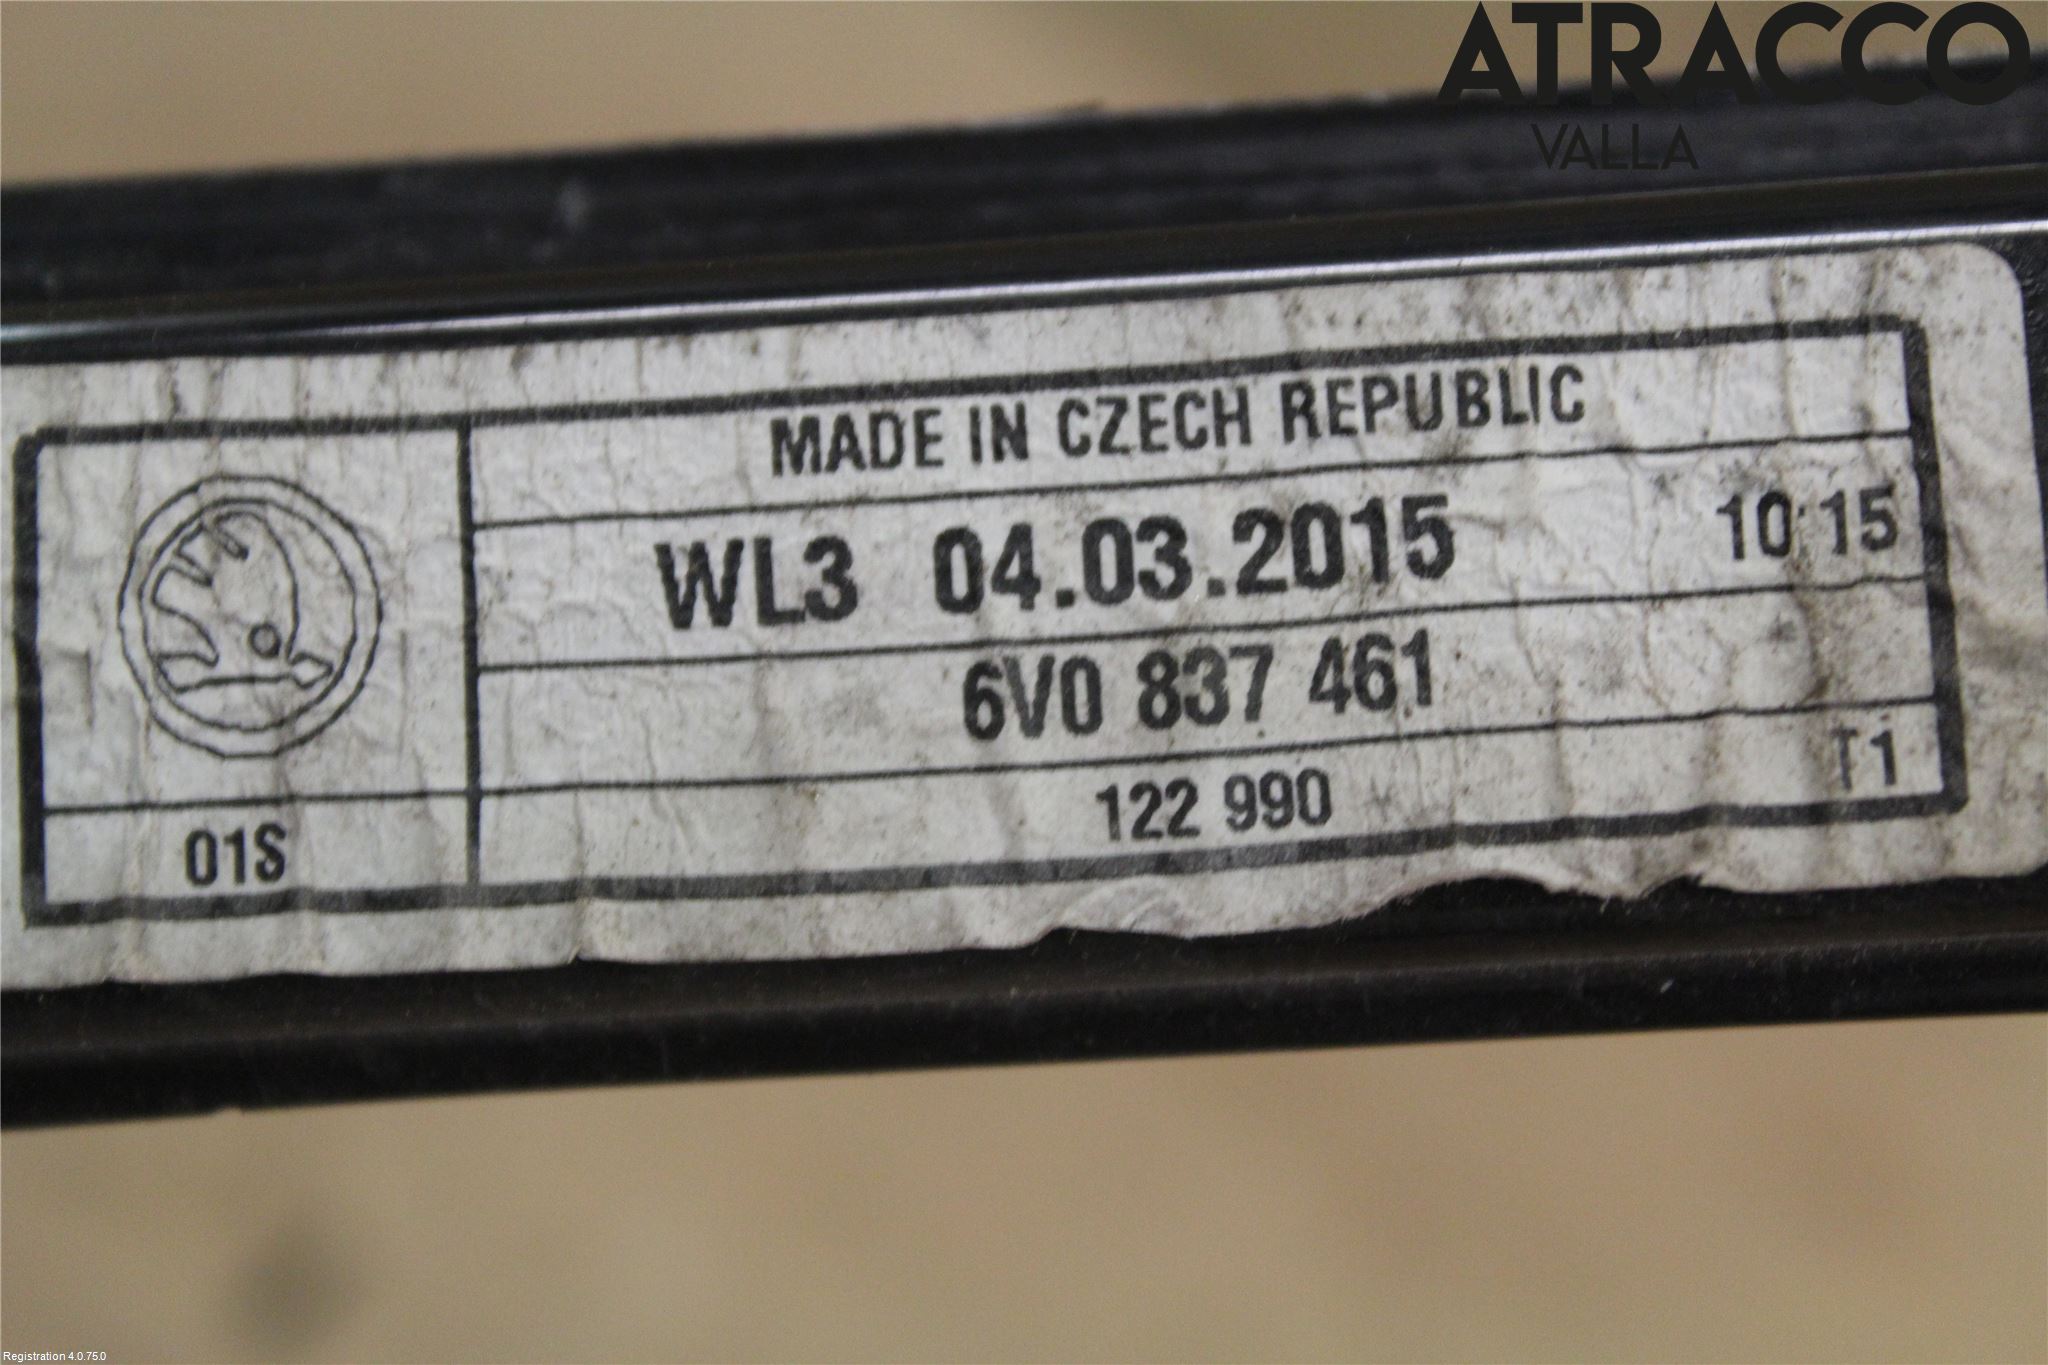 ATRACCO
VALLA
MADE IN CZECH REPUBLIC
WL3 04.03.2015 10:15
6V0 837 461
122 990 T1
01S
Registration 4.0.75.0